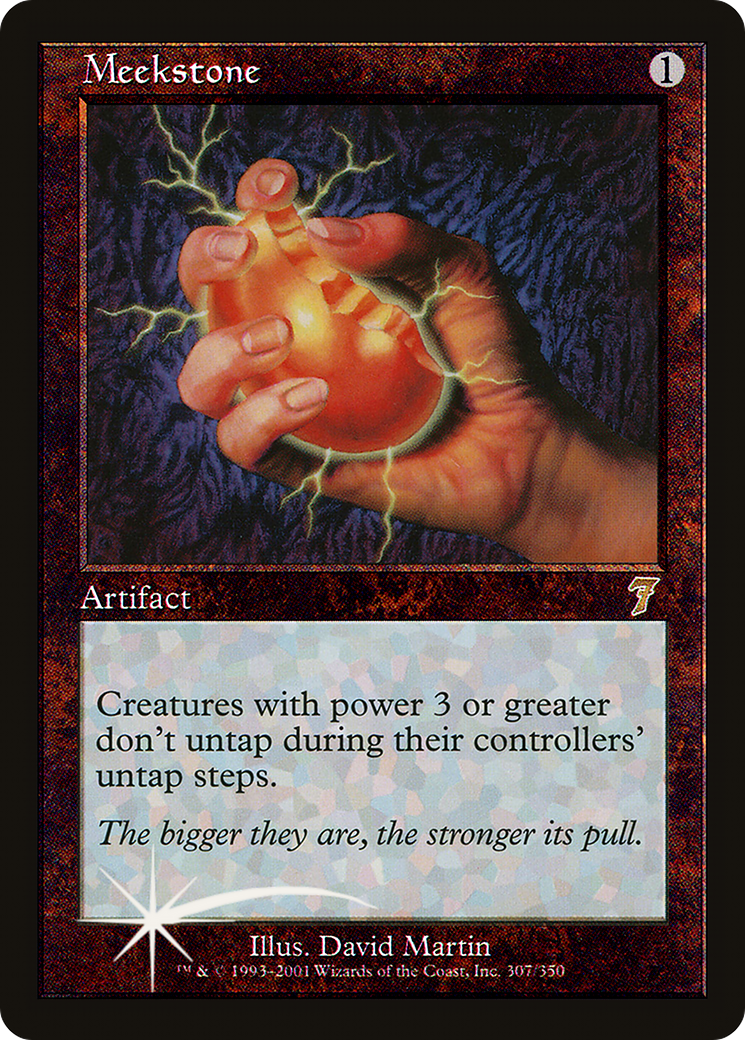 Meekstone
1
Artifact
7
Creatures with power 3 or greater
don't untap during their controllers'
untap steps.
The bigger they are, the stronger its pull.
Illus. David Martin
™ & © 1993-2001 Wizards of the Coast, Inc. 307/350